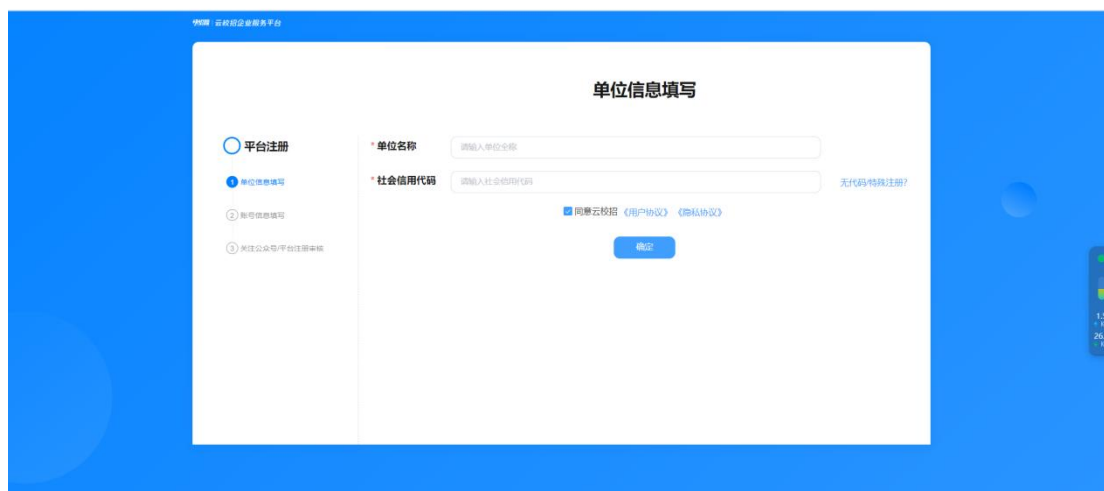 云校招企业服务平台
单位信息填写
平台注册
1 单位信息填写
2 账号信息填写
3 关注公众号/平台注册审核
*单位名称 请输入单位全称
*社会信用代码 请输入社会信用代码 无代码/特殊注册?
同意云校招《用户协议》《隐私协议》
确定